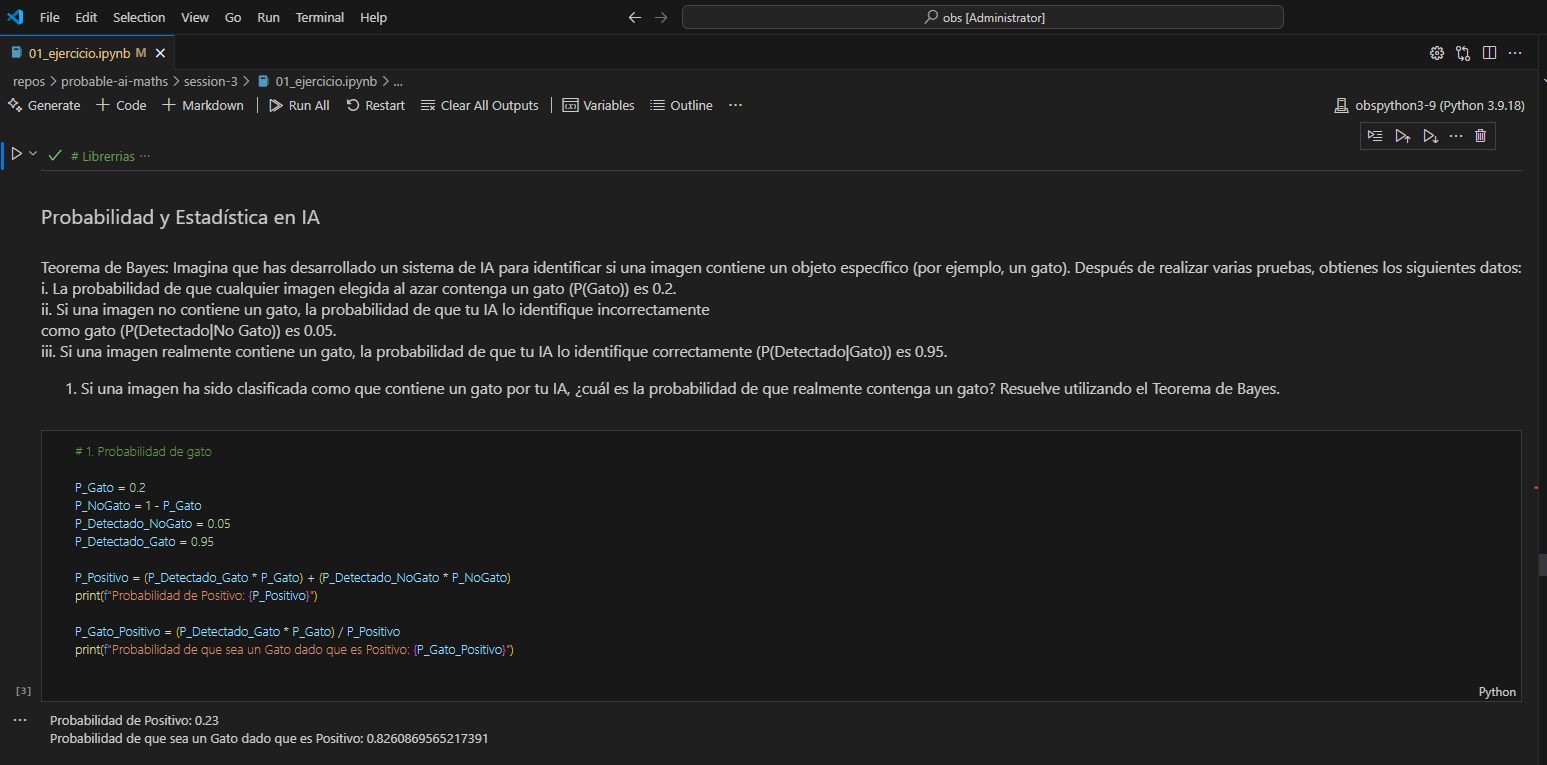 File Edit Selection View Go Run Terminal Help
obs [Administrator]
01_ejercicio.ipynb M
repos > probable-ai-maths > session-3 > 01_ejercicio.ipynb > ...
Generate + Code + Markdown | Run All Restart Clear All Outputs | Variables Outline ...
obspython3-9 (Python 3.9.18)
# Librerrias ...
Probabilidad y Estadística en IA
Teorema de Bayes: Imagina que has desarrollado un sistema de IA para identificar si una imagen contiene un objeto específico (por ejemplo, un gato). Después de realizar varias pruebas, obtienes los siguientes datos:
i. La probabilidad de que cualquier imagen elegida al azar contenga un gato (P(Gato)) es 0.2.
ii. Si una imagen no contiene un gato, la probabilidad de que tu IA lo identifique incorrectamente
como gato (P(Detectado|No Gato)) es 0.05.
iii. Si una imagen realmente contiene un gato, la probabilidad de que tu IA lo identifique correctamente (P(Detectado|Gato)) es 0.95.
1. Si una imagen ha sido clasificada como que contiene un gato por tu IA, ¿cuál es la probabilidad de que realmente contenga un gato? Resuelve utilizando el Teorema de Bayes.
# 1. Probabilidad de gato
P_Gato = 0.2
P_NoGato = 1 - P_Gato
P_Detectado_NoGato = 0.05
P_Detectado_Gato = 0.95
P_Positivo = (P_Detectado_Gato * P_Gato) + (P_Detectado_NoGato * P_NoGato)
print(f"Probabilidad de Positivo: {P_Positivo}")
P_Gato_Positivo = (P_Detectado_Gato * P_Gato) / P_Positivo
print(f"Probabilidad de que sea un Gato dado que es Positivo: {P_Gato_Positivo}")
[3]
Python
Probabilidad de Positivo: 0.23
Probabilidad de que sea un Gato dado que es Positivo: 0.8260869565217391